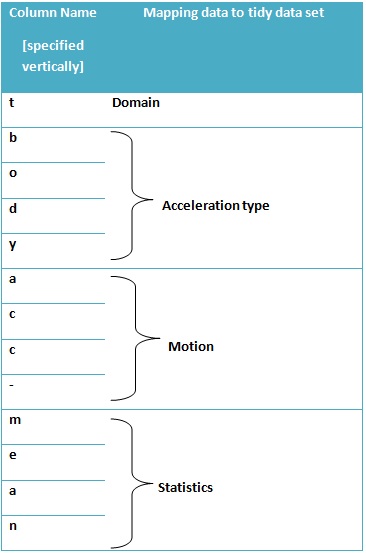 Column Name Mapping data to tidy data set
[specified
vertically]
t Domain
b
o
d
Acceleration type
y
a
c
c
Motion
-
m
e
a
Statistics
n